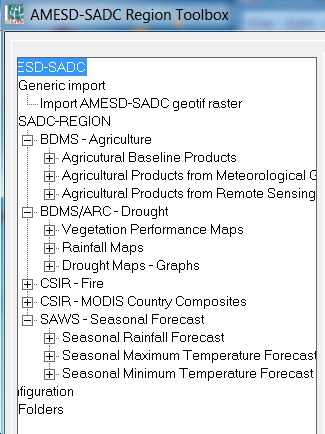 AMESD-SADC Region Toolbox
ESD-SADC
Generic import
Import AMESD-SADC geotif raster
SADC-REGION
BDMS - Agriculture
Agricutural Baseline Products
Agricultural Products from Meteorological G
Agricultural Products from Remote Sensing
BDMS/ARC - Drought
Vegetation Performance Maps
Rainfall Maps
Drought Maps - Graphs
CSIR - Fire
CSIR - MODIS Country Composites
SAWS - Seasonal Forecast
Seasonal Rainfall Forecast
Seasonal Maximum Temperature Forecast
Seasonal Minimum Temperature Forecast
nfiguration
Folders